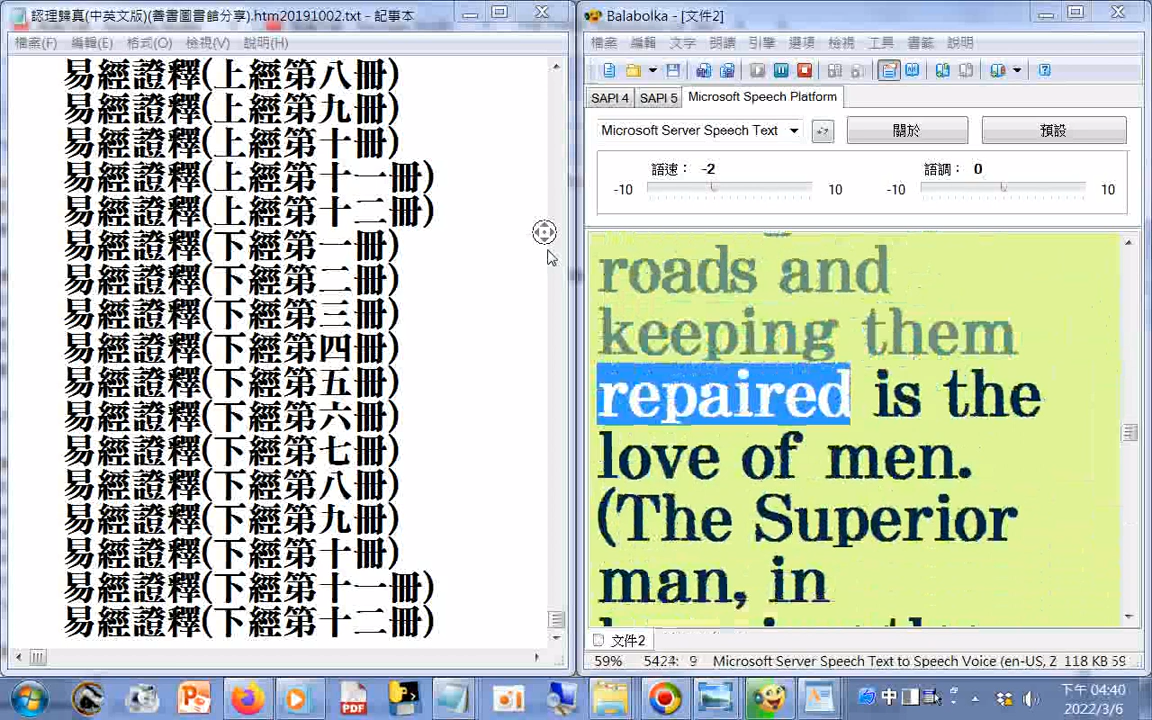 認理歸真(中英文版)(善書圖書館分享).htm20191002.txt - 記事本
檔案(F) 編輯(E) 格式(O) 檢視(V) 說明(H)
易經證釋(上經第八冊)
易經證釋(上經第九冊)
易經證釋(上經第十冊)
易經證釋(上經第十一冊)
易經證釋(上經第十二冊)
易經證釋(下經第一冊)
易經證釋(下經第二冊)
易經證釋(下經第三冊)
易經證釋(下經第四冊)
易經證釋(下經第五冊)
易經證釋(下經第六冊)
易經證釋(下經第七冊)
易經證釋(下經第八冊)
易經證釋(下經第九冊)
易經證釋(下經第十冊)
易經證釋(下經第十一冊)
易經證釋(下經第十二冊)
Balabolka - [文件2]
檔案 編輯 文字 朗讀 引擎 選項 檢視 工具 書籤 說明
SAPI 4 SAPI 5 Microsoft Speech Platform
Microsoft Server Speech Text 關於 預設
語速： -2 語調： 0
-10 10 -10 10
roads and
keeping them
repaired is the
love of men.
(The Superior
man, in
文件2
59% 5424: 9 Microsoft Server Speech Text to Speech Voice (en-US, Z 118 KB 59
PDF 中 下午 04:40
2022/3/6